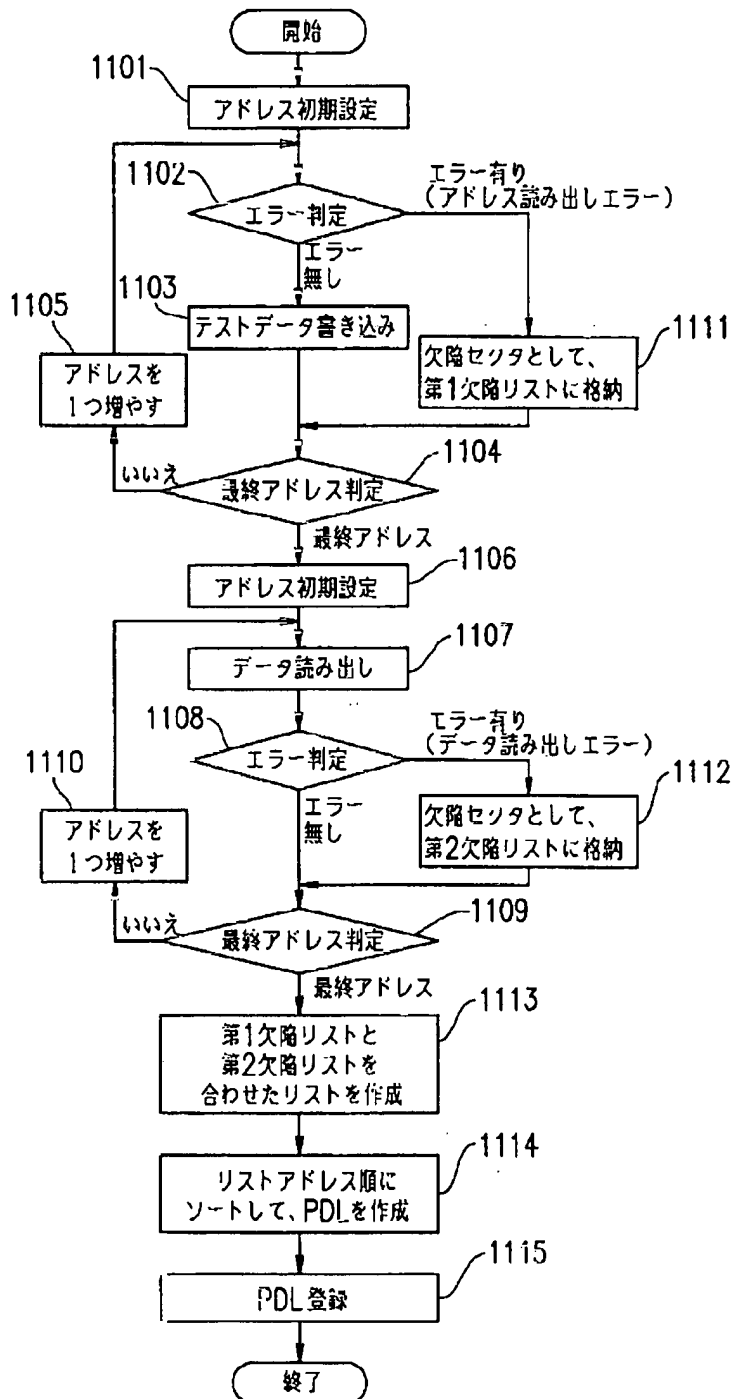 開始
1101
アドレス初期設定
1102
エラー有り
(アドレス読み出しエラー)
エラー判定
エラー
無し
1103
1105
テストデータ書き込み
1111
アドレスを
1つ増やす
欠陥セクタとして、
第1欠陥リストに格納
1104
いいえ
最終アドレス判定
最終アドレス
1106
アドレス初期設定
1107
データ読み出し
1108
エラー有り
(データ読み出しエラー)
エラー判定
1110
エラー
無し
1112
アドレスを
1つ増やす
欠陥セクタとして、
第2欠陥リストに格納
1109
いいえ
最終アドレス判定
最終アドレス
1113
第1欠陥リストと
第2欠陥リストを
合わせたリストを作成
1114
リストアドレス順に
ソートして、PDLを作成
1115
PDL登録
終了